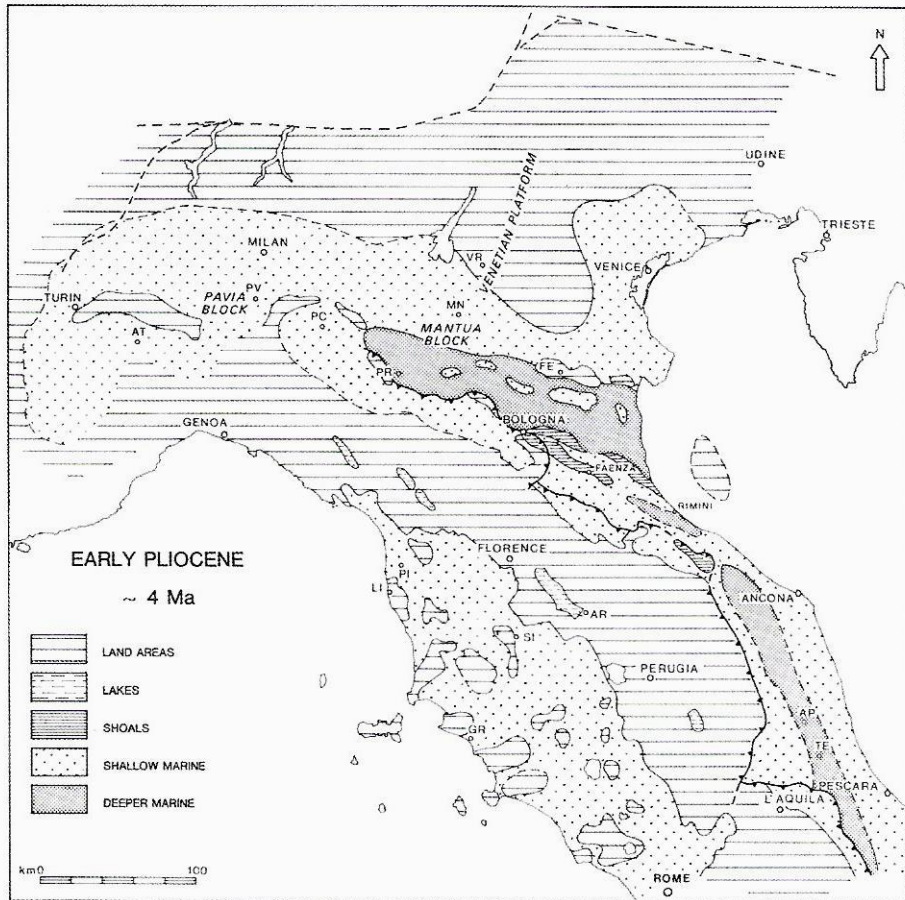 N
UDINE
VENETIAN PLATFORM
TRIESTE
MILAN
VR
VENICE
TURIN
PV
PAVIA
BLOCK
MN
AT
PC
MANTUA
BLOCK
PR
FE
GENOA
BOLOGNA
FAENZA
RIMINI
EARLY PLIOCENE
~ 4 Ma
FLORENCE
PI
LI
ANCONA
AR
SI
LAND AREAS
LAKES
PERUGIA
SHOALS
AP
GR
TE
SHALLOW MARINE
PESCARA
DEEPER MARINE
L'AQUILA
km0 100
ROME